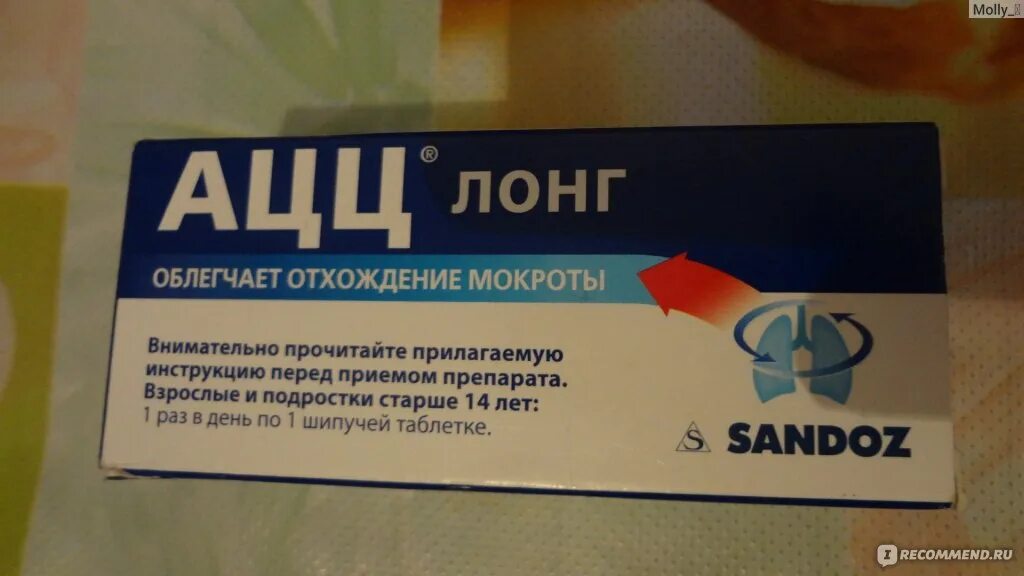 Molly_
АЦЦ® ЛОНГ
ОБЛЕГЧАЕТ ОТХОЖДЕНИЕ МОКРОТЫ
Внимательно прочитайте прилагаемую
инструкцию перед приемом препарата.
Взрослые и подростки старше 14 лет:
1 раз в день по 1 шипучей таблетке.
S SANDOZ
IRECOMMEND.RU